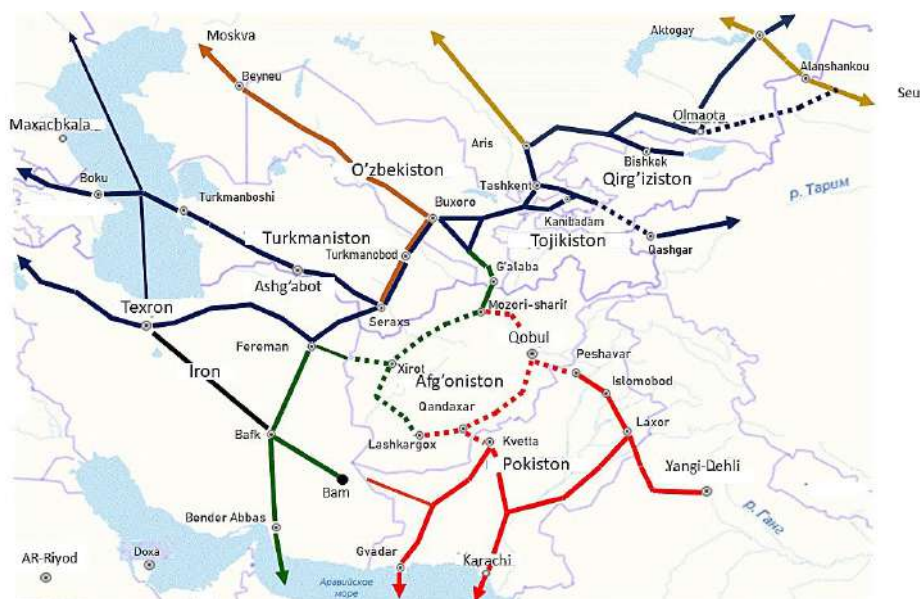 Moskva
Aktogay
Beyneu
Alanshankou
Seu
Maxachkala
Olmaota
Aris
Bishkek
O'zbekiston
Qirg'iziston
Boku
Tashkent
р. Тарим
Turkmanboshi
Buxoro
Kanibadam
Turkmaniston
Tojikiston
Turkmanobod
Qashgar
G'alaba
Ashg'abot
Texron
Seraxs
Mozori-sharif
Fereman
Qobul
Peshavar
Iron
Xirot
Afg'oniston
Islomobod
Qandaxar
Bafk
Lashkargox
Kvetta
Laxor
Pokiston
Yangi-Dehli
Bam
Bender Abbas
р. Ганг
AR-Riyod
Doxa
Gvadar
Karachi
Аравийское
море